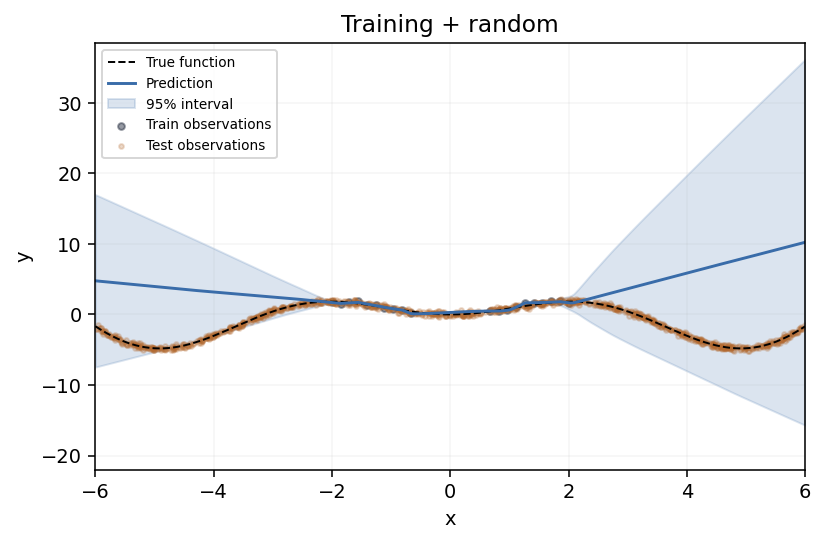 Training + random
True function
Prediction
95% interval
Train observations
Test observations
y
30
20
10
0
−10
−20
−6
−4
−2
0
2
4
6
x